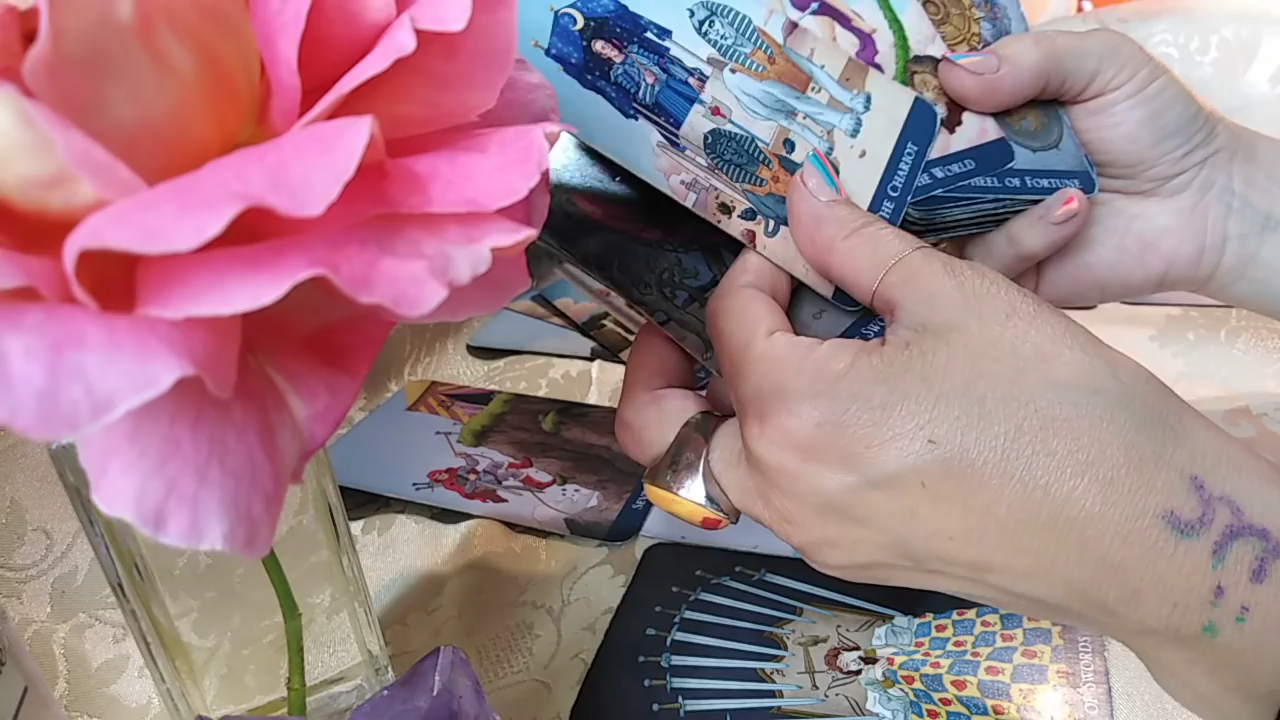 THE CHARIOT
THE WORLD
WHEEL OF FORTUNE
OF SWORDS